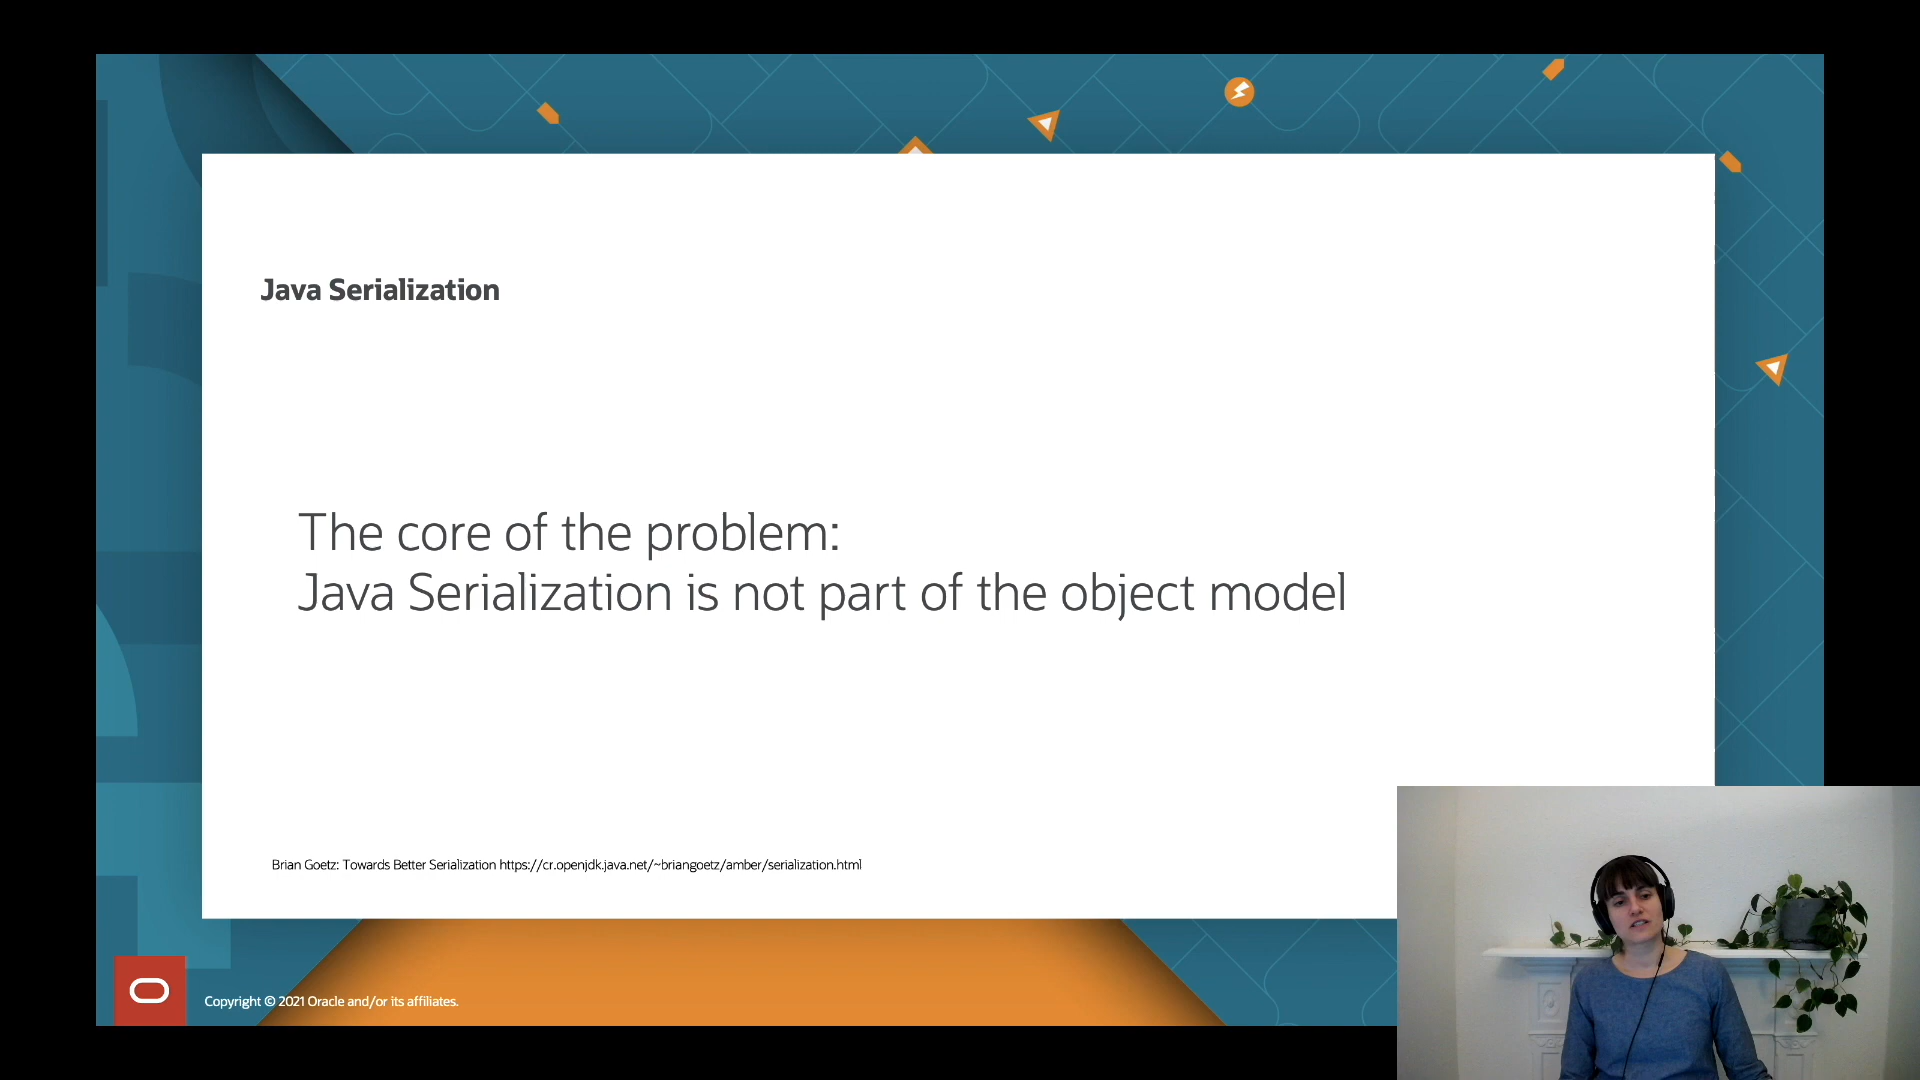 Java Serialization
The core of the problem:
Java Serialization is not part of the object model
Brian Goetz: Towards Better Serialization https://cr.openjdk.java.net/~briangoetz/amber/serialization.html
Copyright © 2021 Oracle and/or its affiliates.